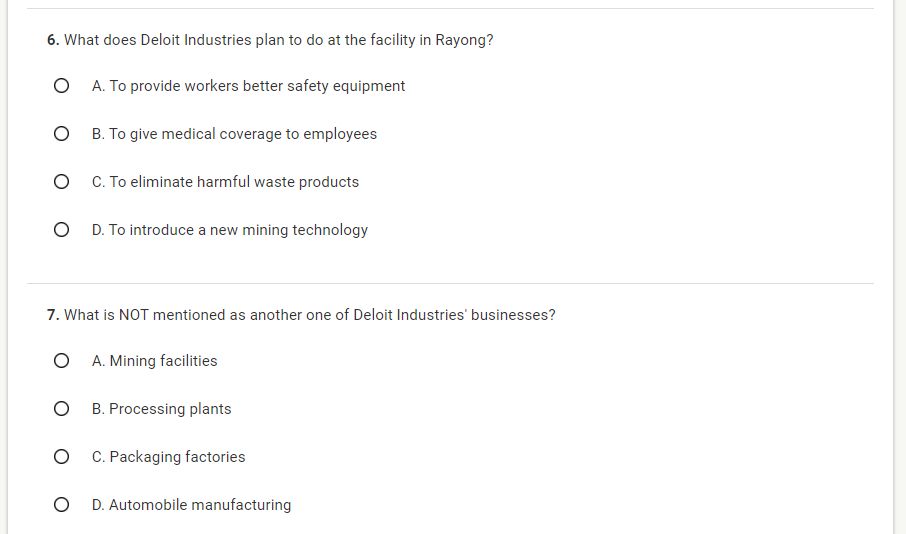 6. What does Deloit Industries plan to do at the facility in Rayong?
A. To provide workers better safety equipment
B. To give medical coverage to employees
C. To eliminate harmful waste products
D. To introduce a new mining technology
7. What is NOT mentioned as another one of Deloit Industries' businesses?
A. Mining facilities
B. Processing plants
C. Packaging factories
D. Automobile manufacturing